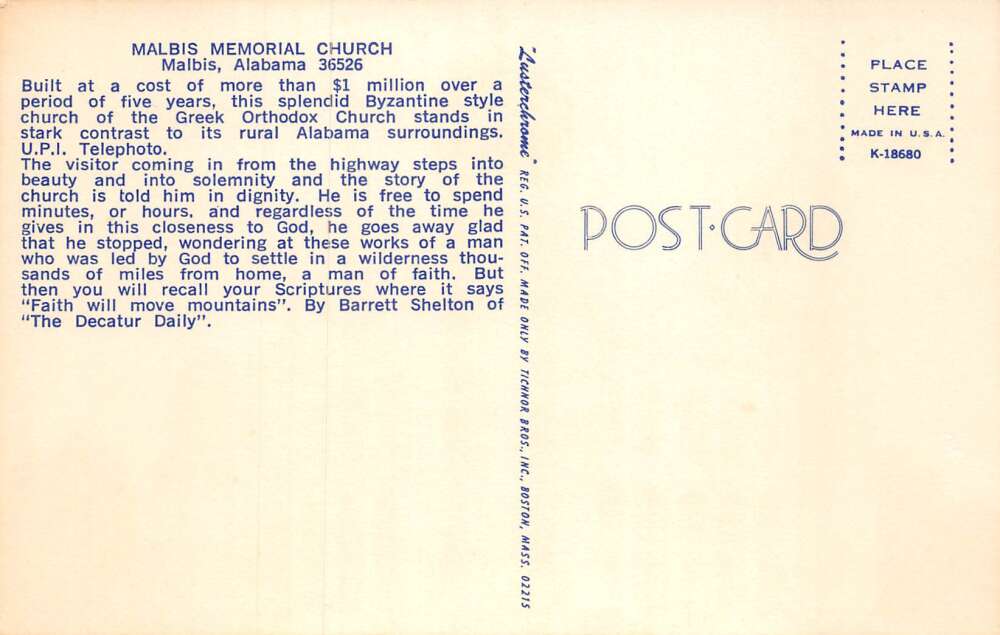 MALBIS MEMORIAL CHURCH
Malbis, Alabama 36526
Built at a cost of more than $1 million over a
period of five years, this splendid Byzantine style
church of the Greek Orthodox Church stands in
stark contrast to its rural Alabama surroundings.
U.P.I. Telephoto.
The visitor coming in from the highway steps into
beauty and into solemnity and the story of the
church is told him in dignity. He is free to spend
minutes, or hours, and regardless of the time he
gives in this closeness to God, he goes away glad
that he stopped, wondering at these works of a man
who was led by God to settle in a wilderness thou-
sands of miles from home, a man of faith. But
then you will recall your Scriptures where it says
"Faith will move mountains". By Barrett Shelton of
"The Decatur Daily".
"Lusterchrome" REG. U.S. PAT. OFF. MADE ONLY BY TICHNOR BROS., INC., BOSTON, MASS. 02215
POST·CARD
PLACE
STAMP
HERE
MADE IN U.S.A.
K-18680